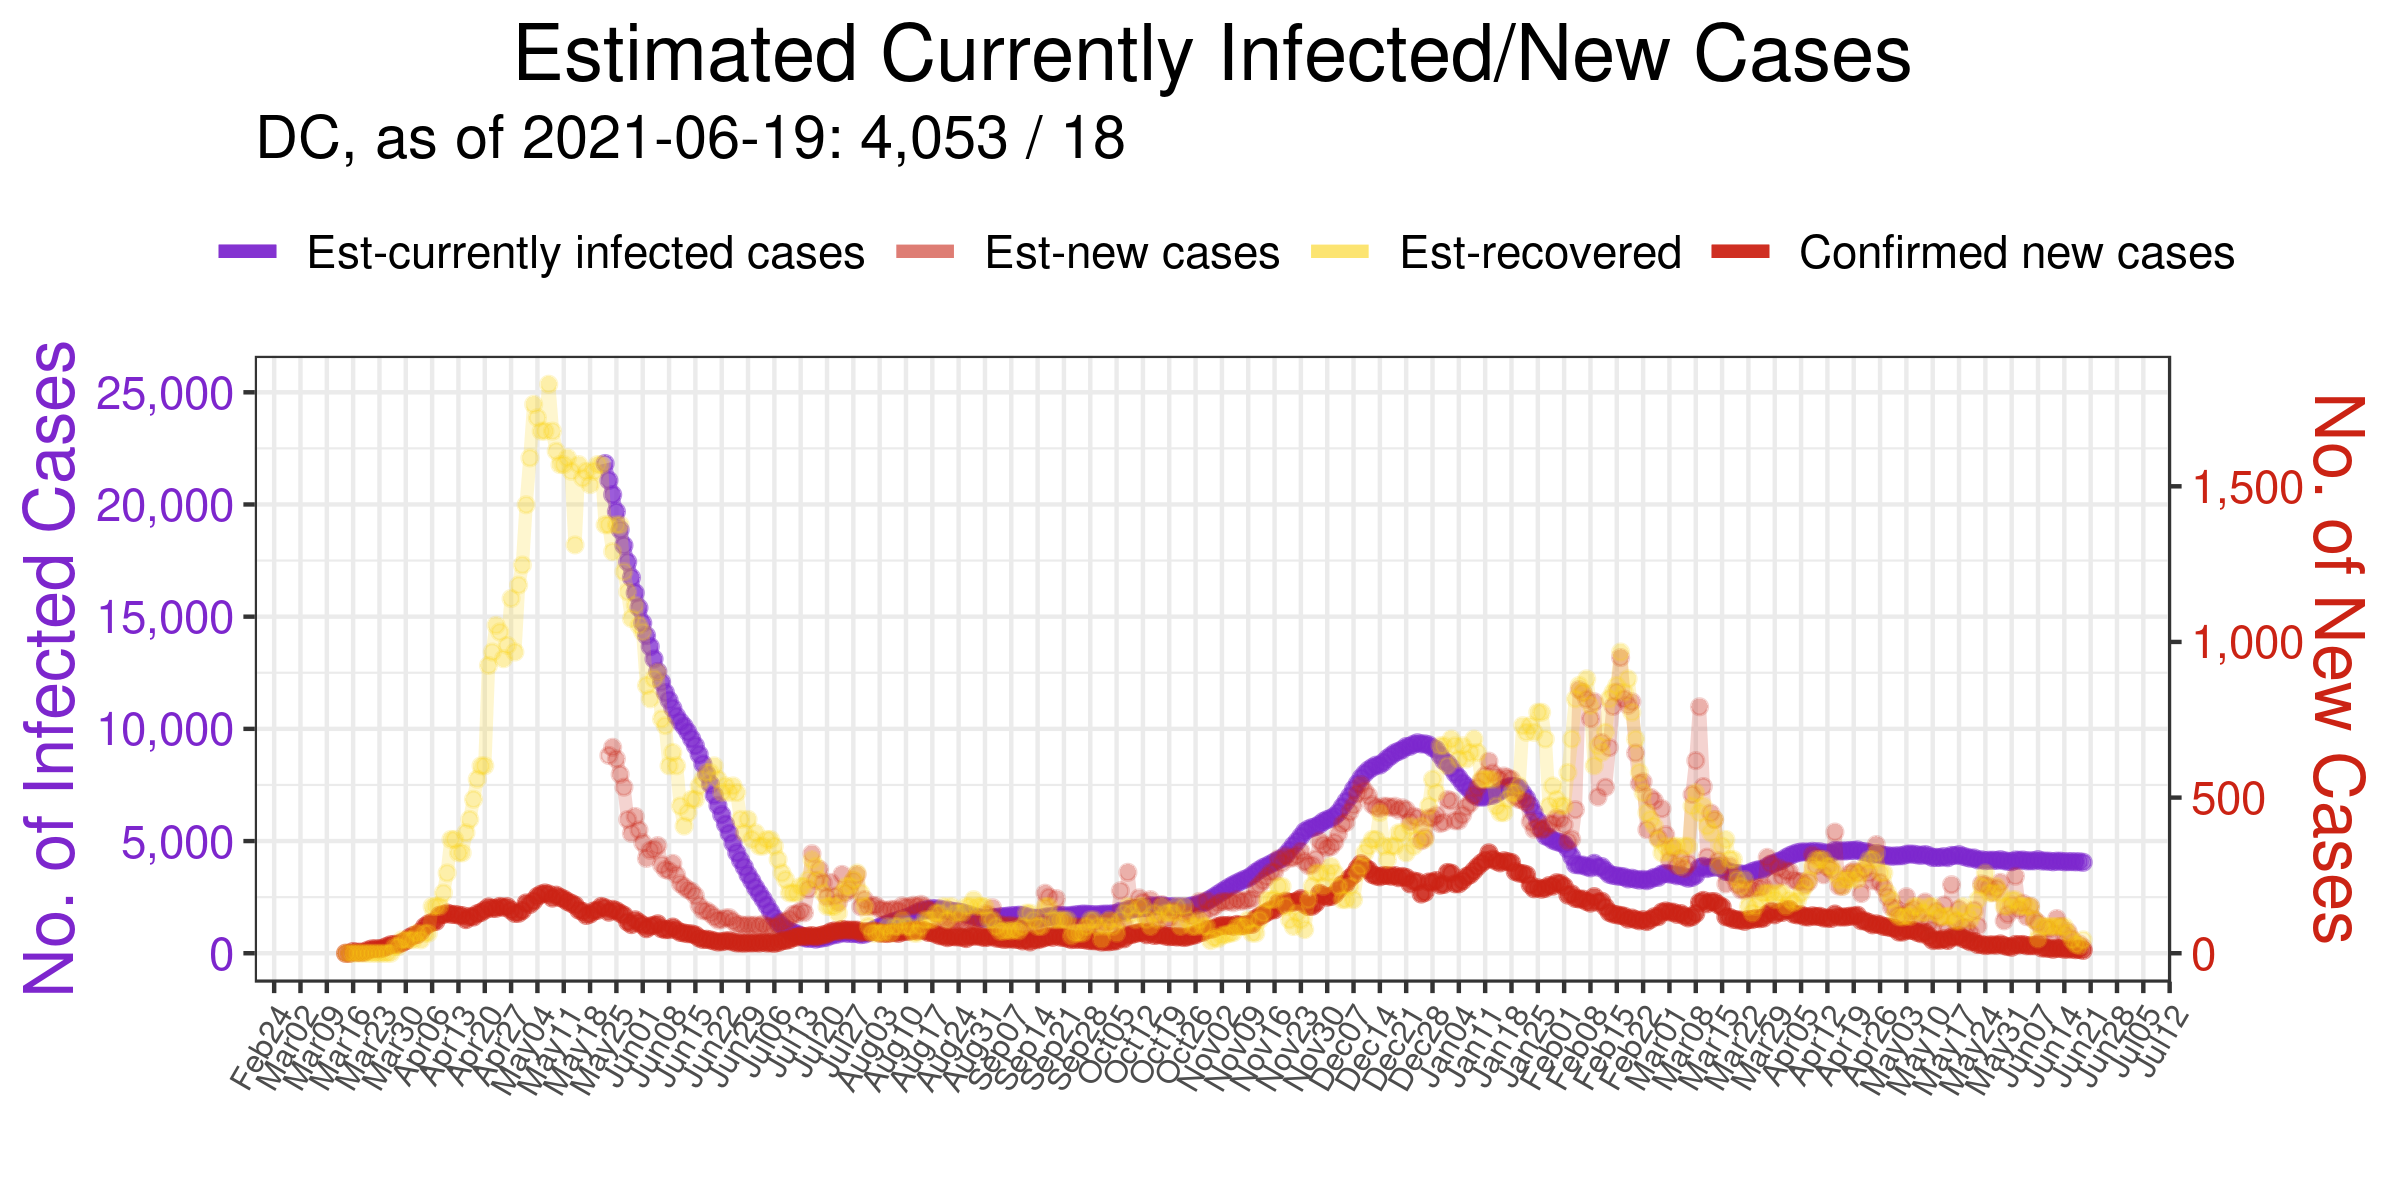 Estimated Currently Infected/New Cases
DC, as of 2021-06-19: 4,053 / 18
Est-currently infected cases Est-new cases Est-recovered Confirmed new cases
No. of Infected Cases
25,000
20,000
15,000
10,000
5,000
0
1,500
1,000
500
0
No. of New Cases
Feb24
Mar02
Mar09
Mar16
Mar23
Mar30
Apr06
Apr13
Apr20
Apr27
May04
May11
May18
May25
Jun01
Jun08
Jun15
Jun22
Jun29
Jul06
Jul13
Jul20
Jul27
Aug03
Aug10
Aug17
Aug24
Aug31
Sep07
Sep14
Sep21
Sep28
Oct05
Oct12
Oct19
Oct26
Nov02
Nov09
Nov16
Nov23
Nov30
Dec07
Dec14
Dec21
Dec28
Jan04
Jan11
Jan18
Jan25
Feb01
Feb08
Feb15
Feb22
Mar01
Mar08
Mar15
Mar22
Mar29
Apr05
Apr12
Apr19
Apr26
May03
May10
May17
May24
May31
Jun07
Jun14
Jun21
Jun28
Jul05
Jul12